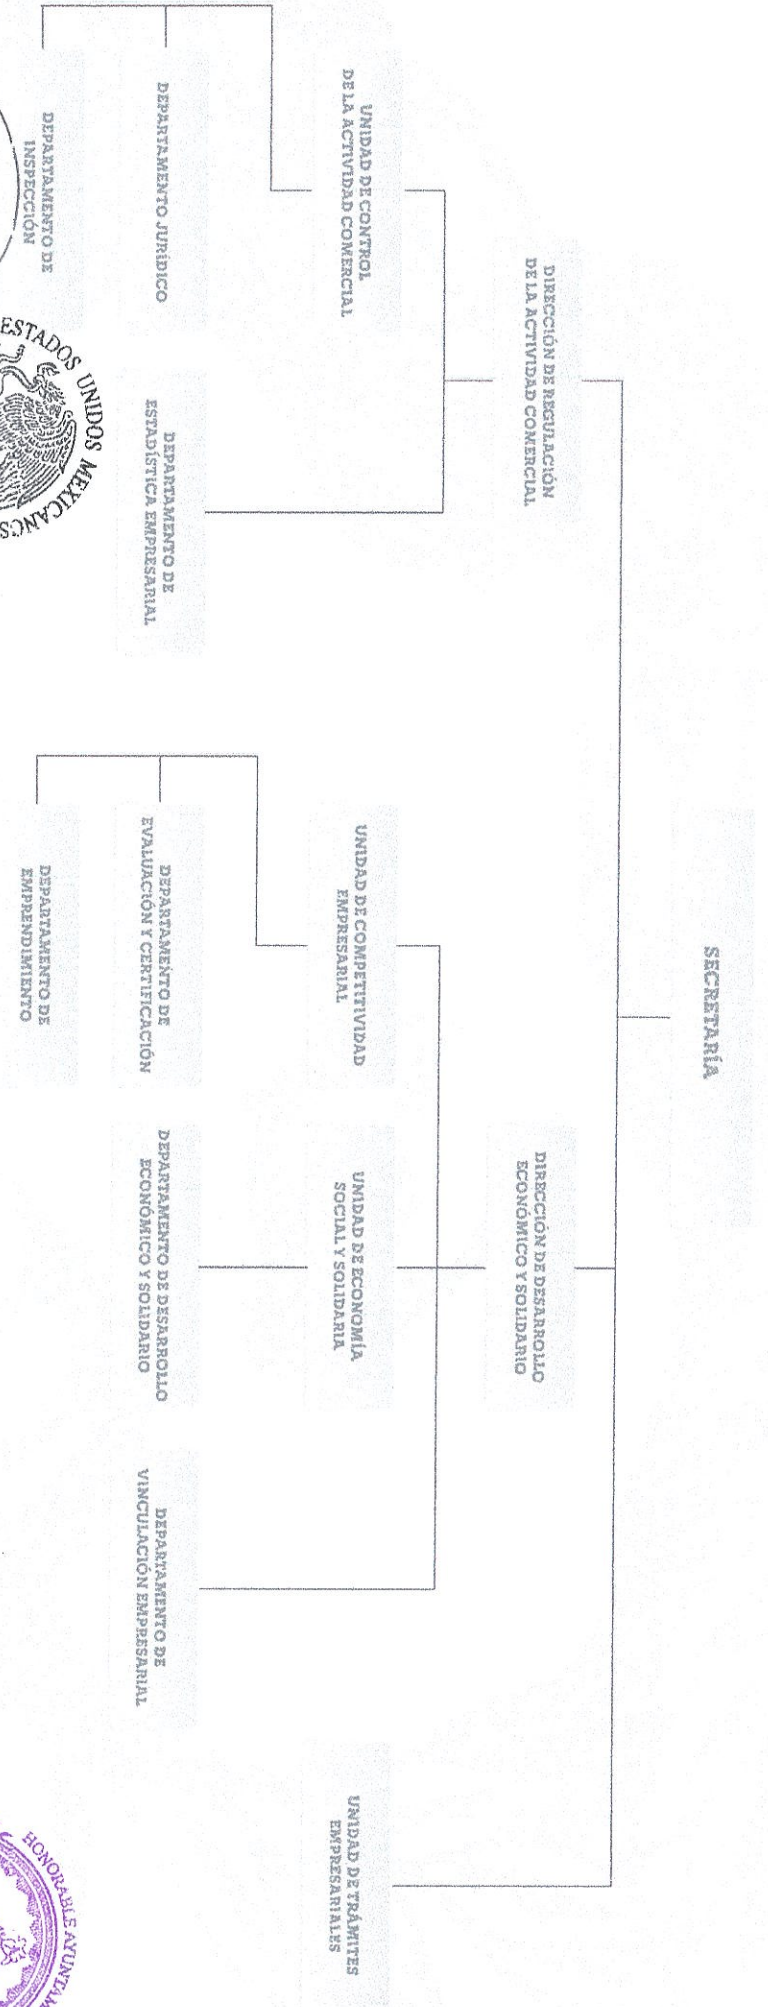 SECRETARÍA
DIRECCIÓN DE REGULACIÓN
DE LA ACTIVIDAD COMERCIAL
DIRECCIÓN DE DESARROLLO
ECONÓMICO Y SOLIDARIO
UNIDAD DE CONTROL
DE LA ACTIVIDAD COMERCIAL
UNIDAD DE COMPETITIVIDAD
EMPRESARIAL
UNIDAD DE ECONOMÍA
SOCIAL Y SOLIDARIA
UNIDAD DE TRÁMITES
EMPRESARIALES
DEPARTAMENTO JURÍDICO
DEPARTAMENTO DE
ESTADÍSTICA EMPRESARIAL
DEPARTAMENTO DE
EVALUACIÓN Y CERTIFICACIÓN
DEPARTAMENTO DE DESARROLLO
ECONÓMICO Y SOLIDARIO
DEPARTAMENTO DE
VINCULACIÓN EMPRESARIAL
DEPARTAMENTO DE
INSPECCIÓN
DEPARTAMENTO DE
EMPRENDIMIENTO
ESTADOS UNIDOS MEXICANOS
HONORABLE